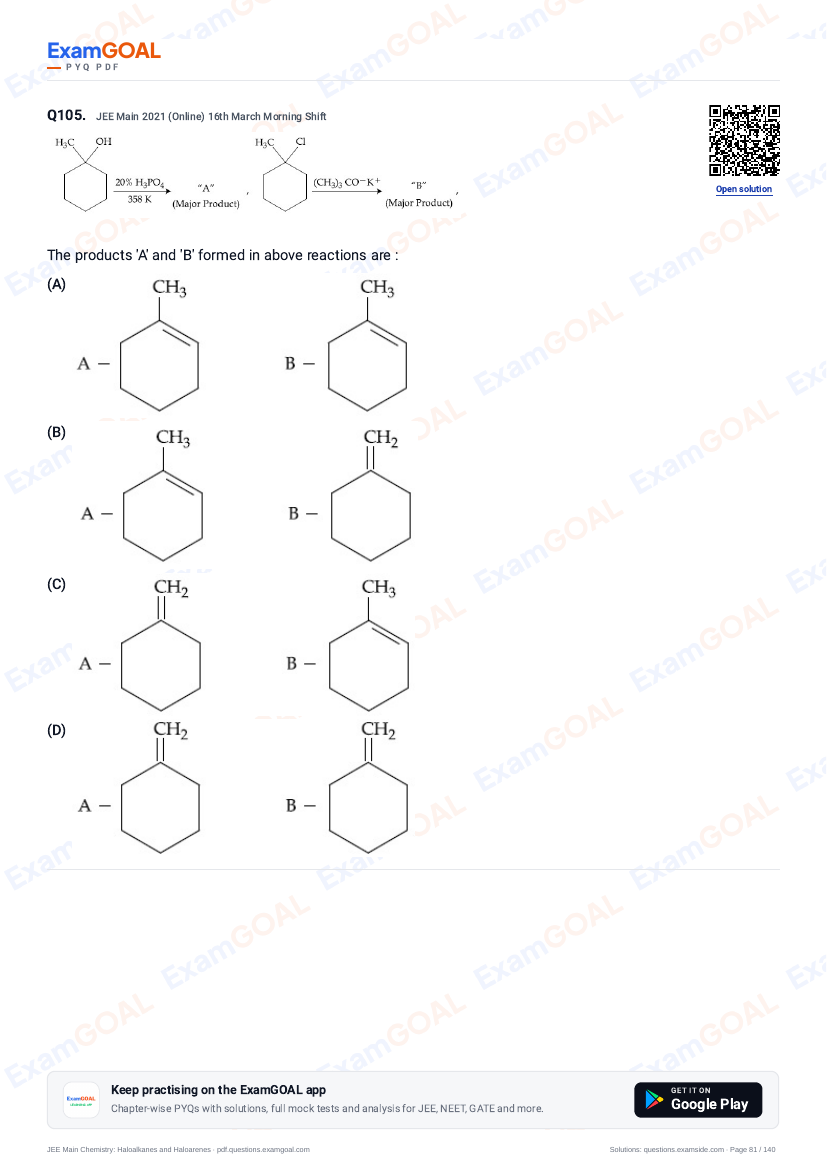 ExamGOAL
PYQ PDF
Q105. JEE Main 2021 (Online) 16th March Morning Shift
H₃C OH H₃C Cl
20% H₃PO₄ 358 K "A" (Major Product) , (CH₃)₃ CO⁻K⁺ "B" (Major Product) ,
Open solution
The products 'A' and 'B' formed in above reactions are :
(A)
CH₃ CH₃
A – B –
(B)
CH₃ CH₂
A – B –
(C)
CH₂ CH₃
A – B –
(D)
CH₂ CH₂
A – B –
Keep practising on the ExamGOAL app
Chapter-wise PYQs with solutions, full mock tests and analysis for JEE, NEET, GATE and more.
GET IT ON
Google Play
JEE Main Chemistry: Haloalkanes and Haloarenes · pdf.questions.examgoal.com
Solutions: questions.examside.com · Page 81 / 140